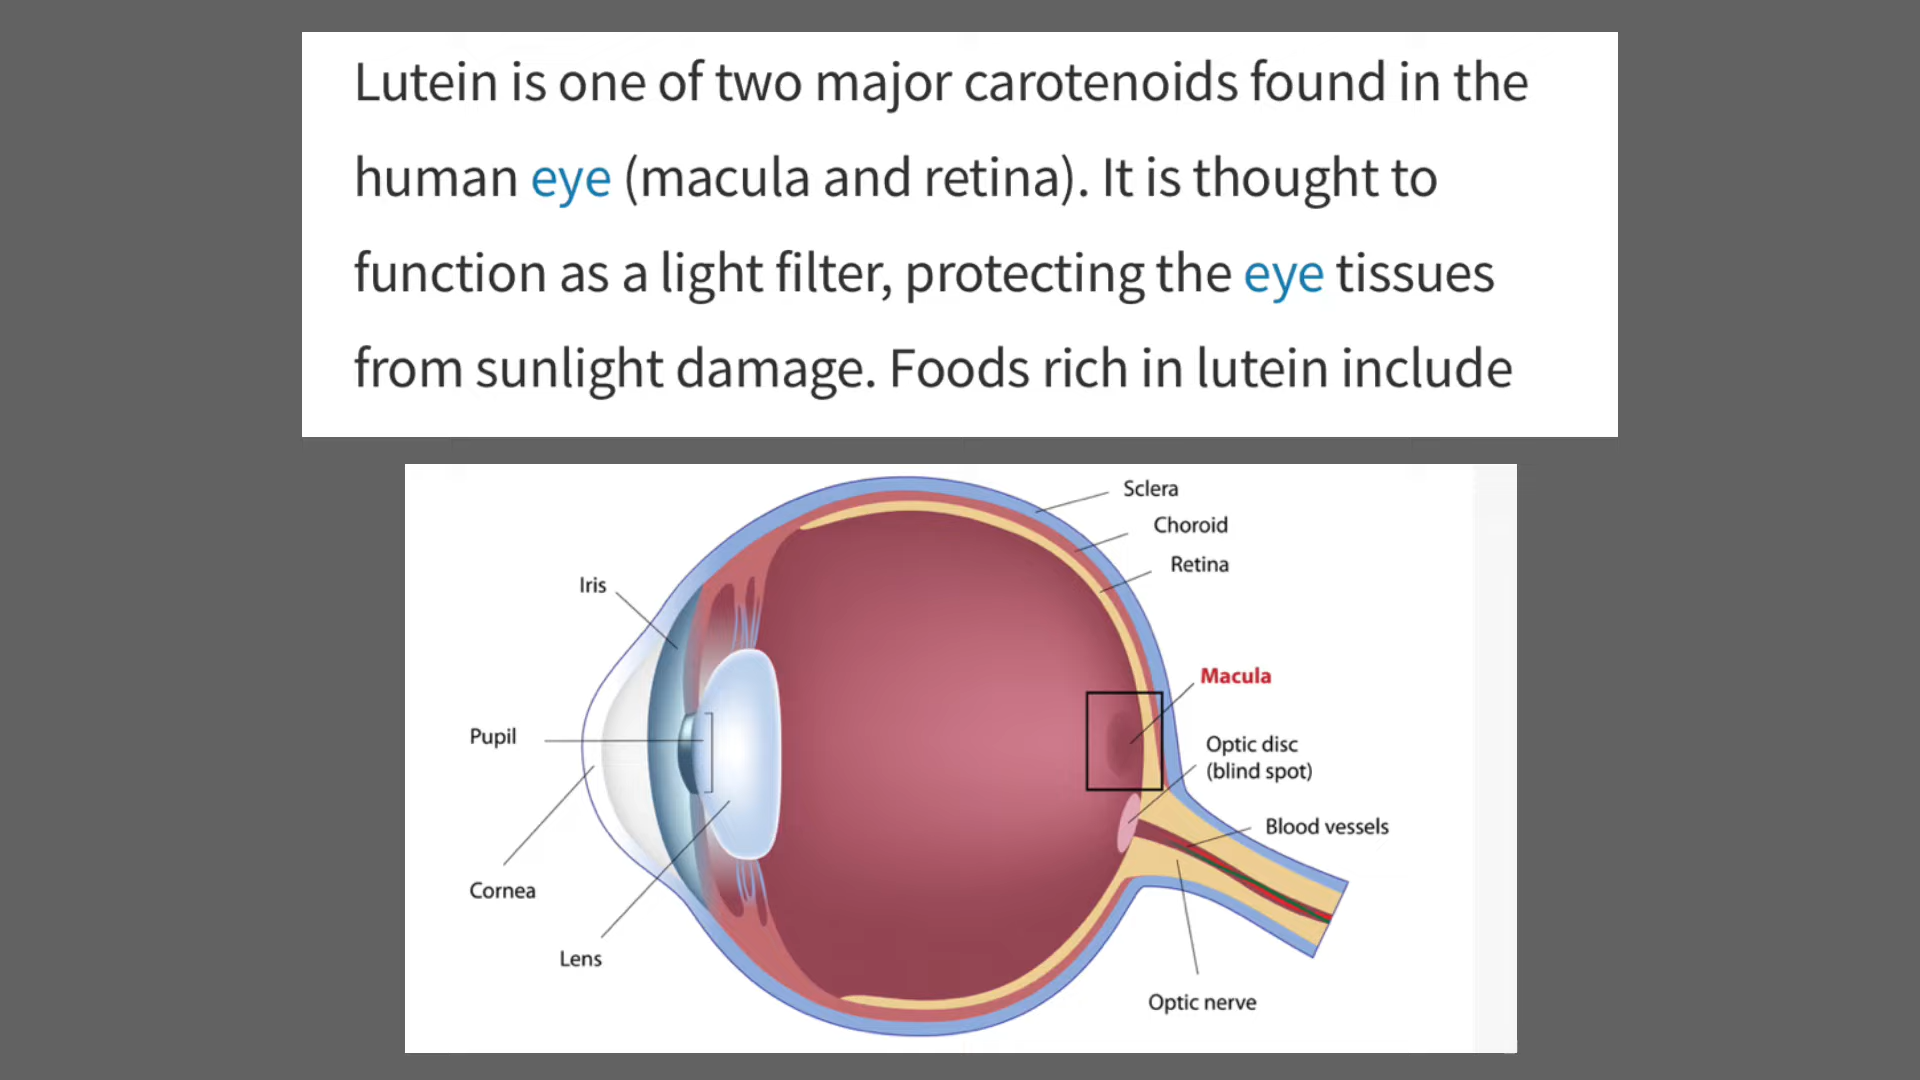 Lutein is one of two major carotenoids found in the
human eye (macula and retina). It is thought to
function as a light filter, protecting the eye tissues
from sunlight damage. Foods rich in lutein include
Sclera
Choroid
Retina
Iris
Macula
Pupil
Optic disc
(blind spot)
Blood vessels
Cornea
Lens
Optic nerve